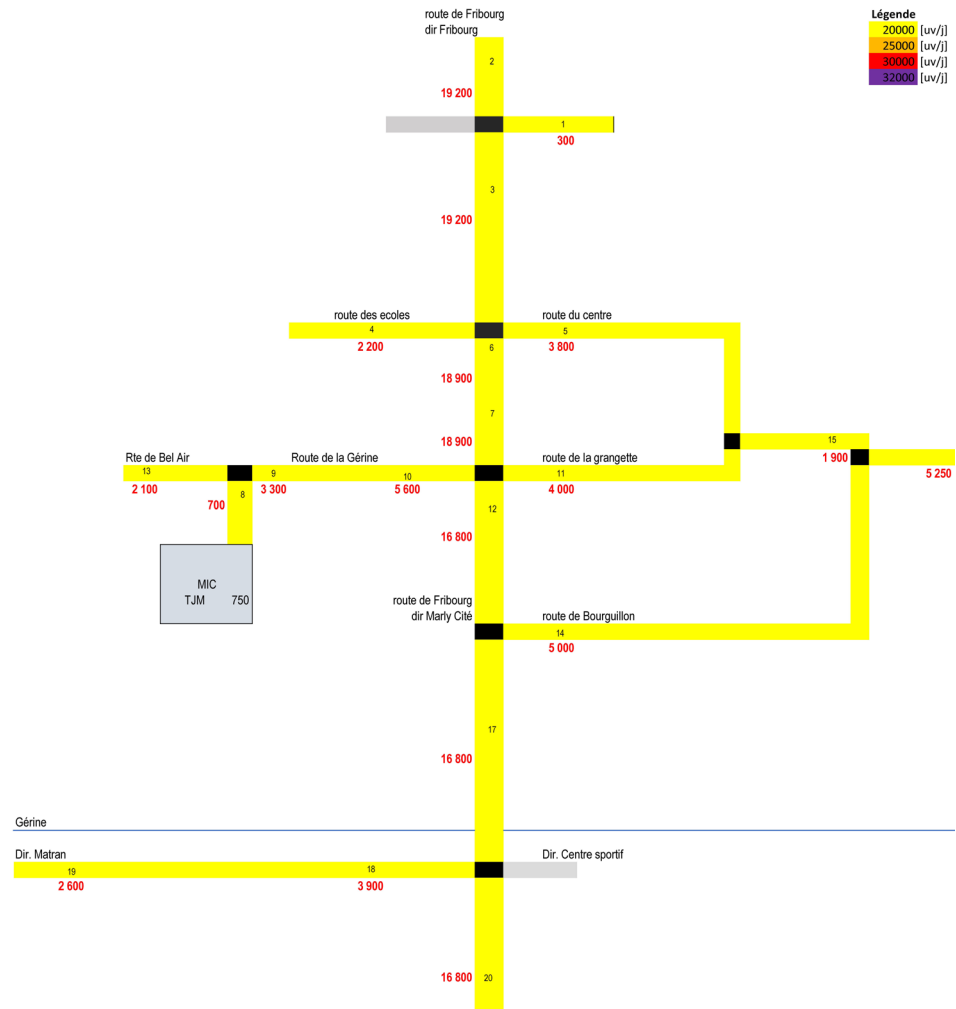 route de Fribourg
dir Fribourg
Légende
20000 [uv/j]
25000 [uv/j]
30000 [uv/j]
32000 [uv/j]
2
19 200
1
300
3
19 200
route des ecoles
route du centre
4
5
2 200
3 800
6
18 900
7
18 900
15
1 900
5 250
Rte de Bel Air
Route de la Gérine
route de la grangette
13
9
10
11
2 100
3 300
5 600
4 000
8
700
12
16 800
MIC
TJM 750
route de Fribourg
dir Marly Cité
route de Bourguillon
14
5 000
17
16 800
Gérine
Dir. Matran
Dir. Centre sportif
19
18
2 600
3 900
16 800
20